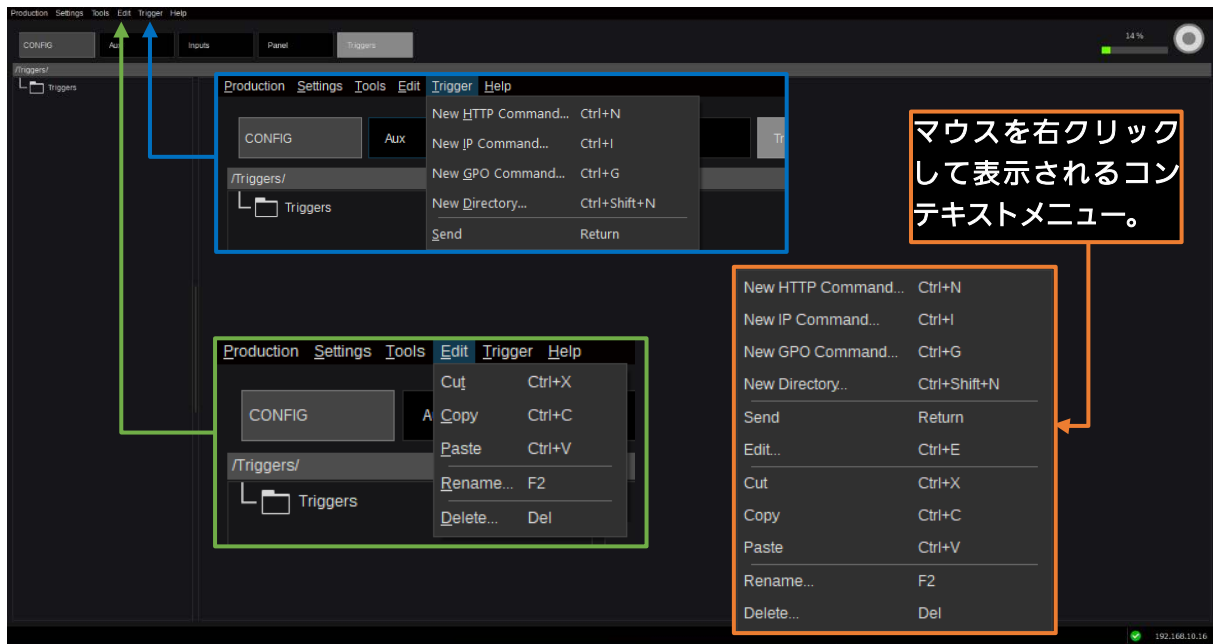 Production Settings Tools Edit Trigger Help
CONFIG Aux Inputs Panel Triggers
14 %
/Triggers/
Triggers
Production Settings Tools Edit Trigger Help
New HTTP Command... Ctrl+N
CONFIG Aux Tr
New IP Command... Ctrl+I
/Triggers/
New GPO Command... Ctrl+G
Triggers
New Directory... Ctrl+Shift+N
Send Return
マウスを右クリック
して表示されるコン
テキストメニュー。
New HTTP Command... Ctrl+N
New IP Command... Ctrl+I
New GPO Command... Ctrl+G
New Directory... Ctrl+Shift+N
Send Return
Edit... Ctrl+E
Cut Ctrl+X
Copy Ctrl+C
Paste Ctrl+V
Rename... F2
Delete... Del
Production Settings Tools Edit Trigger Help
Cut Ctrl+X
CONFIG A Copy Ctrl+C
Paste Ctrl+V
/Triggers/
Rename... F2
Triggers
Delete... Del
192.168.10.16